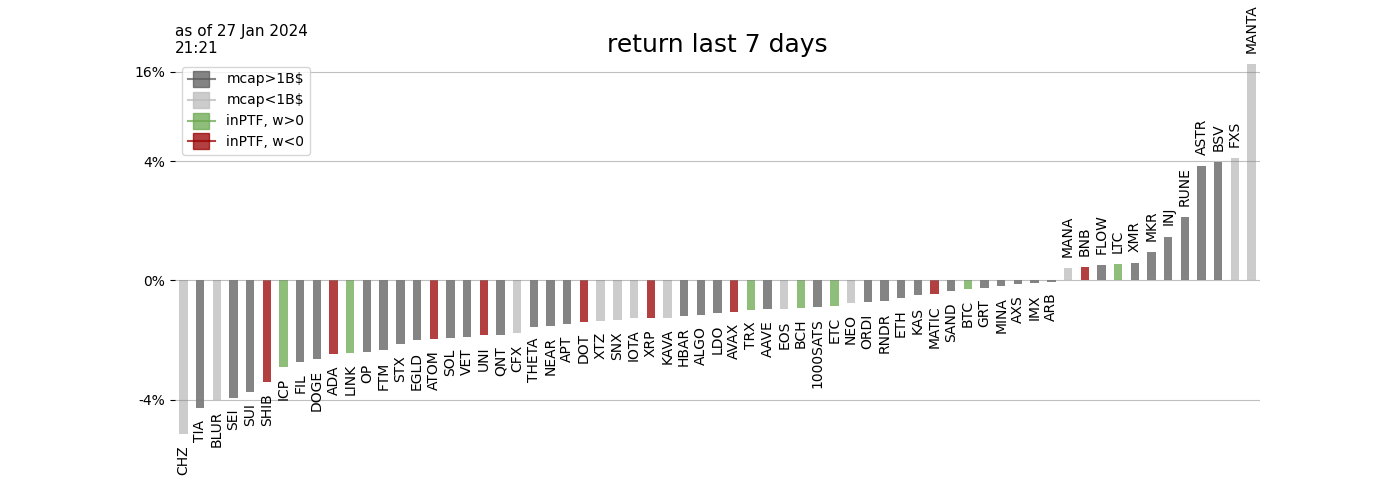 as of 27 Jan 2024
21:21
return last 7 days
16%
4%
0%
-4%
mcap>1B$
mcap<1B$
inPTF, w>0
inPTF, w<0
CHZ
TIA
BLUR
SEI
SUI
SHIB
ICP
FIL
DOGE
ADA
LINK
OP
FTM
STX
EGLD
ATOM
SOL
VET
UNI
QNT
CFX
THETA
NEAR
APT
DOT
XTZ
SNX
IOTA
XRP
KAVA
HBAR
ALGO
LDO
AVAX
TRX
AAVE
EOS
BCH
1000SATS
ETC
NEO
ORDI
RNDR
ETH
KAS
MATIC
SAND
BTC
GRT
MINA
AXS
IMX
ARB
MANA
BNB
FLOW
LTC
XMR
MKR
INJ
RUNE
ASTR
BSV
FXS
MANTA